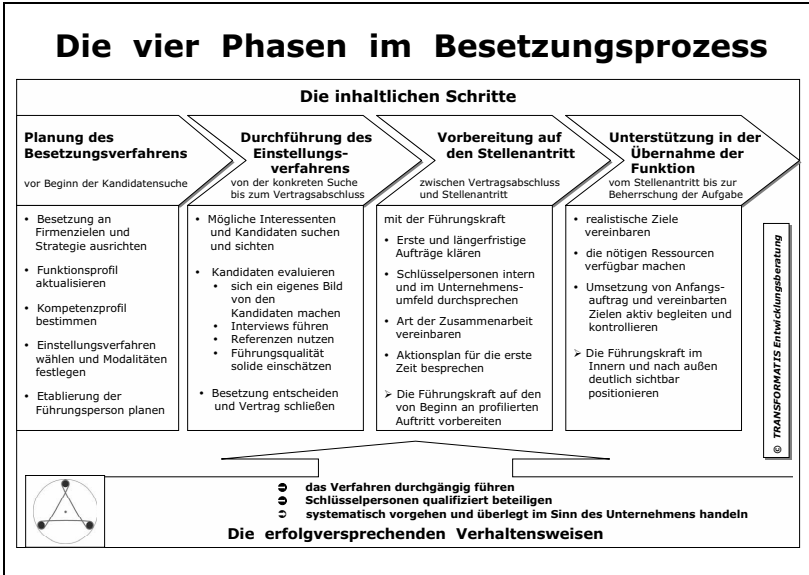 Die vier Phasen im Besetzungsprozess
Die inhaltlichen Schritte
Planung des
Besetzungsverfahrens
vor Beginn der Kandidatensuche
• Besetzung an
Firmenzielen und
Strategie ausrichten
• Funktionsprofil
aktualisieren
• Kompetenzprofil
bestimmen
• Einstellungsverfahren
wählen und Modalitäten
festlegen
• Etablierung der
Führungsperson planen
Durchführung des
Einstellungs-
verfahrens
von der konkreten Suche
bis zum Vertragsabschluss
• Mögliche Interessenten
und Kandidaten suchen
und sichten
• Kandidaten evaluieren
• sich ein eigenes Bild
von den
Kandidaten machen
• Interviews führen
• Referenzen nutzen
• Führungsqualität
solide einschätzen
• Besetzung entscheiden
und Vertrag schließen
Vorbereitung auf
den Stellenantritt
zwischen Vertragsabschluss
und Stellenantritt
mit der Führungskraft
• Erste und längerfristige
Aufträge klären
• Schlüsselpersonen intern
und im Unternehmens-
umfeld durchsprechen
• Art der Zusammenarbeit
vereinbaren
• Aktionsplan für die erste
Zeit besprechen
➢ Die Führungskraft auf den
von Beginn an profilierten
Auftritt vorbereiten
Unterstützung in der
Übernahme der
Funktion
vom Stellenantritt bis zur
Beherrschung der Aufgabe
• realistische Ziele
vereinbaren
• die nötigen Ressourcen
verfügbar machen
• Umsetzung von Anfangs-
auftrag und vereinbarten
Zielen aktiv begleiten und
kontrollieren
➢ Die Führungskraft im
Innern und nach außen
deutlich sichtbar
positionieren
© TRANSFORMATIS Entwicklungsberatung
➲ das Verfahren durchgängig führen
➲ Schlüsselpersonen qualifiziert beteiligen
➲ systematisch vorgehen und überlegt im Sinn des Unternehmens handeln
Die erfolgversprechenden Verhaltensweisen